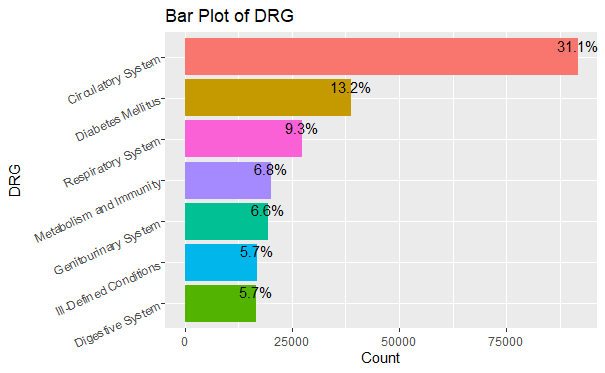 Bar Plot of DRG
DRG
Circulatory System
31.1%
Diabetes Mellitus
13.2%
Respiratory System
9.3%
Metabolism and Immunity
6.8%
Genitourinary System
6.6%
Ill-Defined Conditions
5.7%
Digestive System
5.7%
0 25000 50000 75000
Count